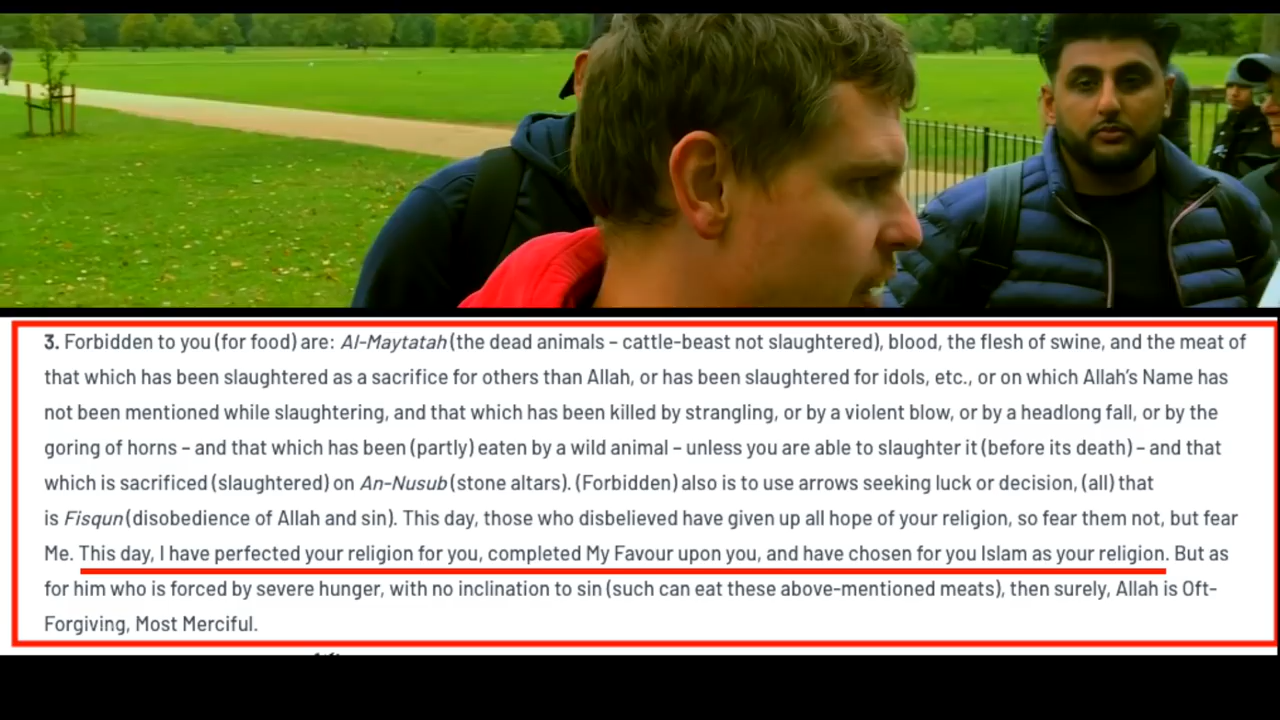 3. Forbidden to you (for food) are: Al-Maytatah (the dead animals – cattle-beast not slaughtered), blood, the flesh of swine, and the meat of
that which has been slaughtered as a sacrifice for others than Allah, or has been slaughtered for idols, etc., or on which Allah’s Name has
not been mentioned while slaughtering, and that which has been killed by strangling, or by a violent blow, or by a headlong fall, or by the
goring of horns – and that which has been (partly) eaten by a wild animal – unless you are able to slaughter it (before its death) – and that
which is sacrificed (slaughtered) on An-Nusub (stone altars). (Forbidden) also is to use arrows seeking luck or decision, (all) that
is Fisqun (disobedience of Allah and sin). This day, those who disbelieved have given up all hope of your religion, so fear them not, but fear
Me. This day, I have perfected your religion for you, completed My Favour upon you, and have chosen for you Islam as your religion. But as
for him who is forced by severe hunger, with no inclination to sin (such can eat these above-mentioned meats), then surely, Allah is Oft-
Forgiving, Most Merciful.